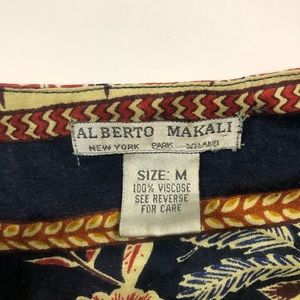 ALBERTO MAKALI
NEW YORK PARIS MILANO
SIZE: M
100% VISCOSE
SEE REVERSE
FOR CARE